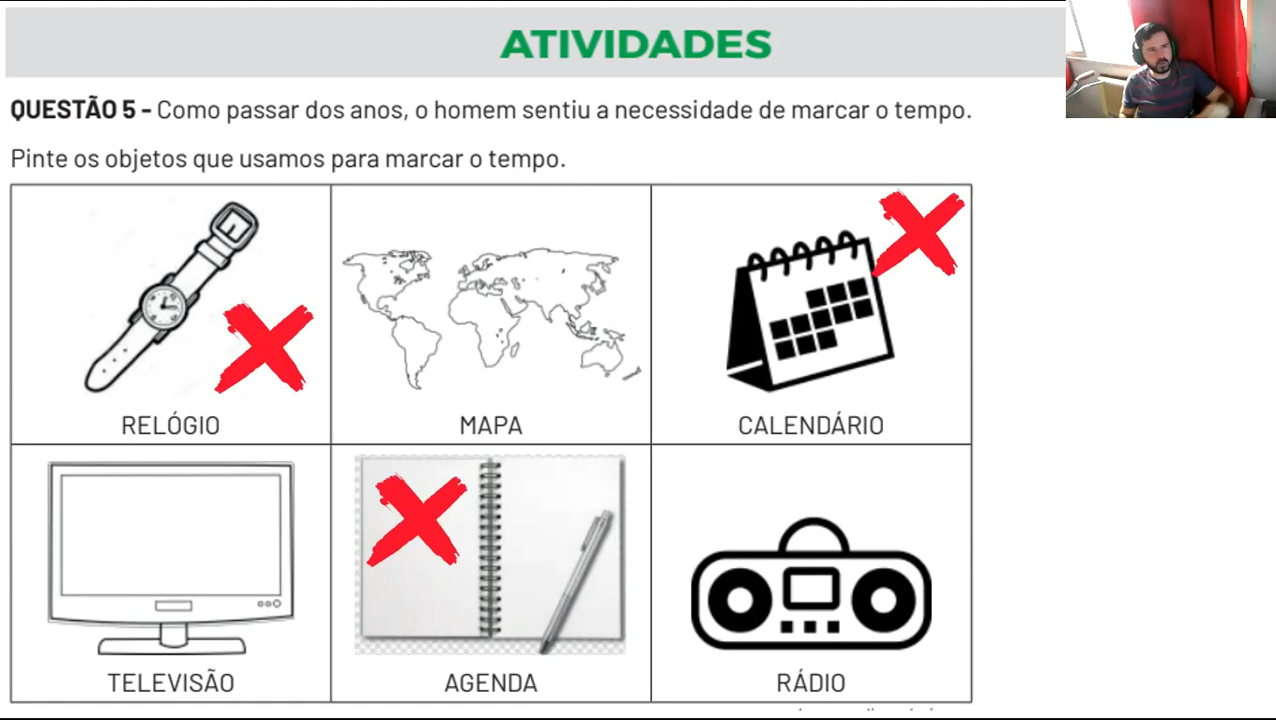 ATIVIDADES
QUESTÃO 5 - Como passar dos anos, o homem sentiu a necessidade de marcar o tempo.
Pinte os objetos que usamos para marcar o tempo.
RELÓGIO
MAPA
CALENDÁRIO
TELEVISÃO
AGENDA
RÁDIO